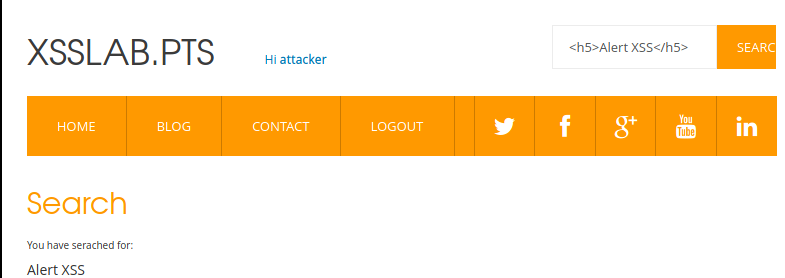 XSSLAB.PTS
Hi attacker
<h5>Alert XSS</h5>
SEARC
HOME
BLOG
CONTACT
LOGOUT
g+
You
Tube
in
Search
You have serached for:
Alert XSS